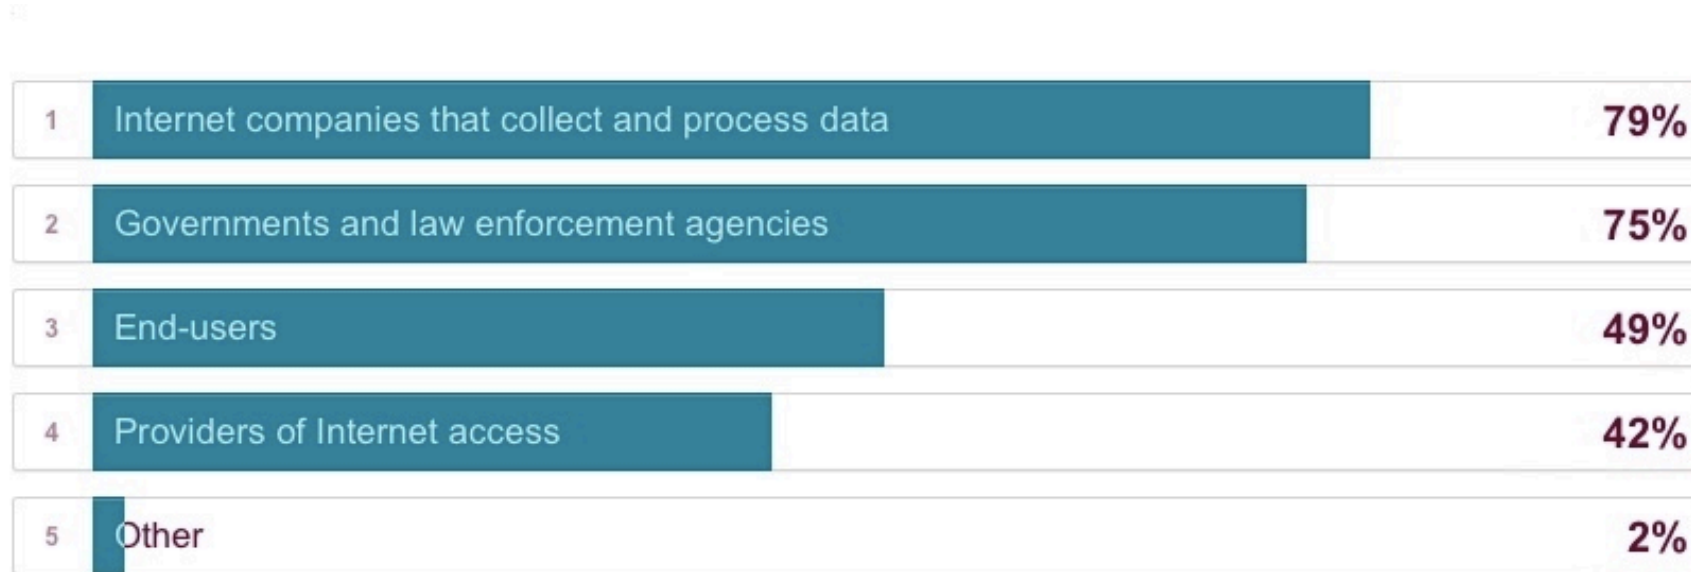 1 Internet companies that collect and process data 79%
2 Governments and law enforcement agencies 75%
3 End-users 49%
4 Providers of Internet access 42%
5 Other 2%